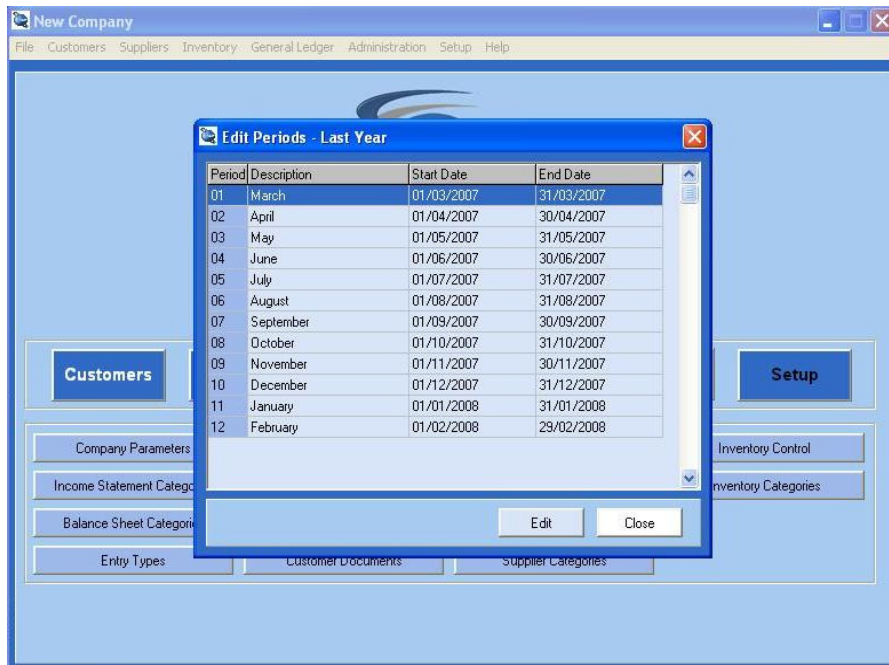 New Company
File Customers Suppliers Inventory General Ledger Administration Setup Help
Edit Periods - Last Year
Period Description Start Date End Date
01 March 01/03/2007 31/03/2007
02 April 01/04/2007 30/04/2007
03 May 01/05/2007 31/05/2007
04 June 01/06/2007 30/06/2007
05 July 01/07/2007 31/07/2007
06 August 01/08/2007 31/08/2007
07 September 01/09/2007 30/09/2007
08 October 01/10/2007 31/10/2007
09 November 01/11/2007 30/11/2007
10 December 01/12/2007 31/12/2007
11 January 01/01/2008 31/01/2008
12 February 01/02/2008 29/02/2008
Edit Close
Customers Setup
Company Parameters Inventory Control
Income Statement Catego nventory Categories
Balance Sheet Categori
Entry Types Customer Documents Supplier Categories